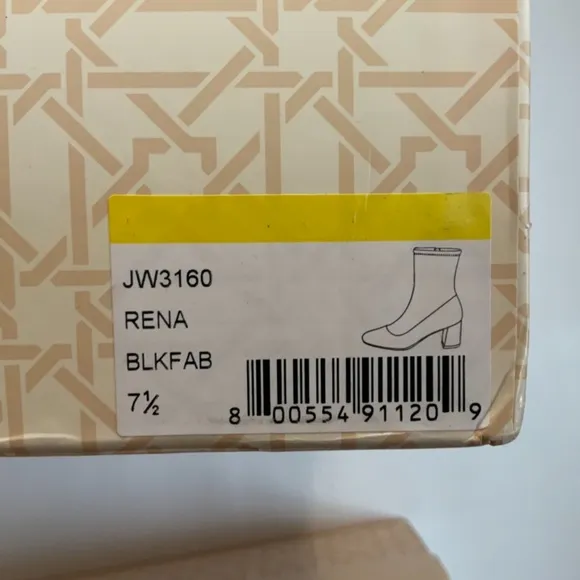 JW3160
RENA
BLKFAB
7½
8 00554 91120 9